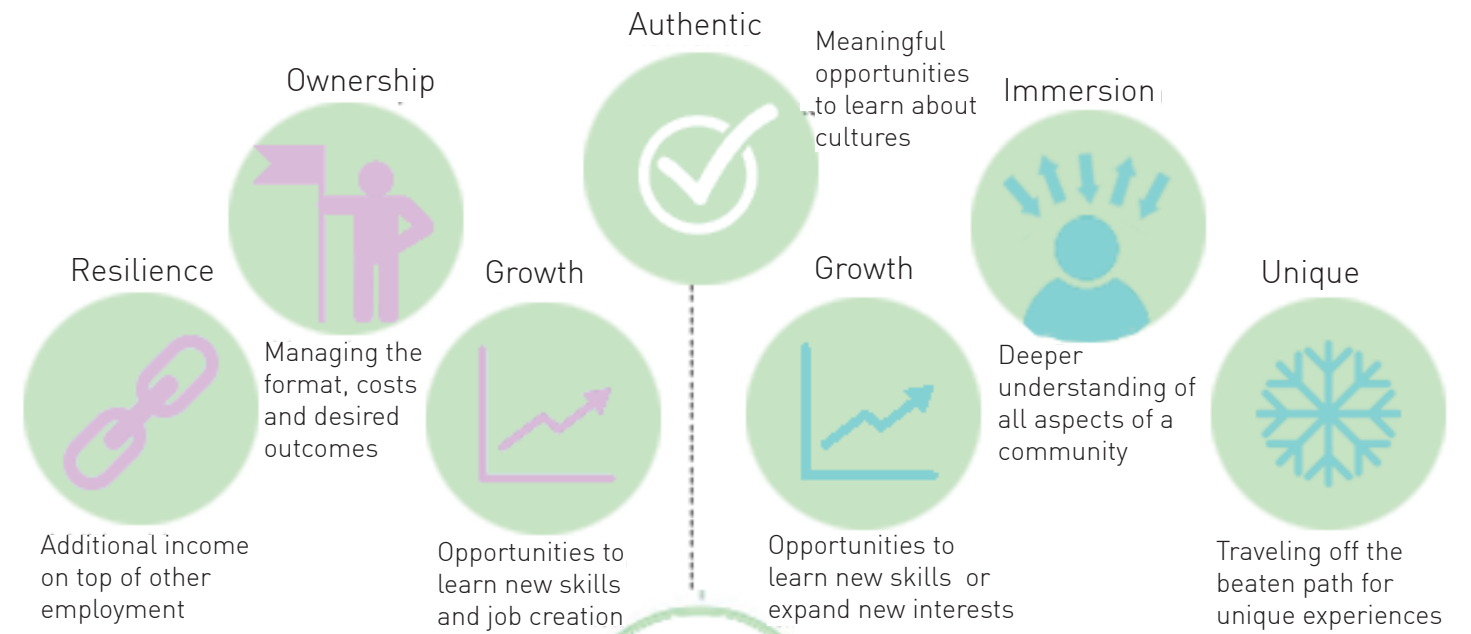 Authentic
Meaningful
opportunities
to learn about
cultures
Ownership
Managing the
format, costs
and desired
outcomes
Immersion
Deeper
understanding of
all aspects of a
community
Resilience
Additional income
on top of other
employment
Growth
Opportunities to
learn new skills
and job creation
Growth
Opportunities to
learn new skills or
expand new interests
Unique
Traveling off the
beaten path for
unique experiences